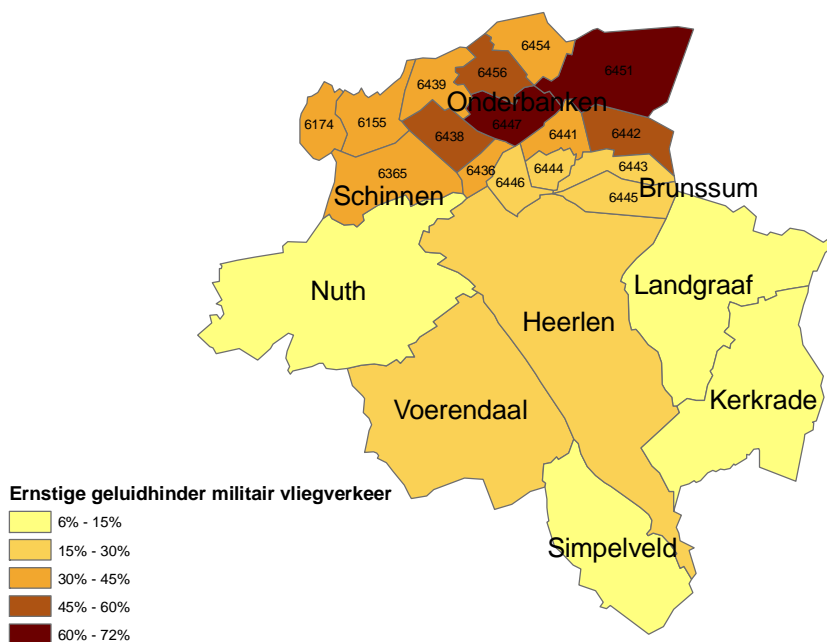 6454
6456
6451
6439
Onderbanken
6174
6155
6447
6438
6441
6442
6365
6436
6444
6443
6446
Schinnen
Brunssum
6445
Nuth
Landgraaf
Heerlen
Kerkrade
Voerendaal
Simpelveld
Ernstige geluidhinder militair vliegverkeer
6% - 15%
15% - 30%
30% - 45%
45% - 60%
60% - 72%